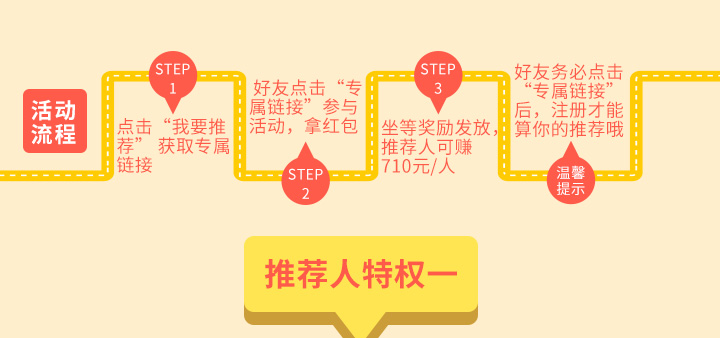 活动
流程
STEP
1
点击“我要推
荐” 获取专属
链接
好友点击“专
属链接”参与
活动，拿红包
STEP
2
STEP
3
坐等奖励发放，
推荐人可赚
710元/人
好友务必点击
“专属链接”
后，注册才能
算你的推荐哦
温馨
提示
推荐人特权一